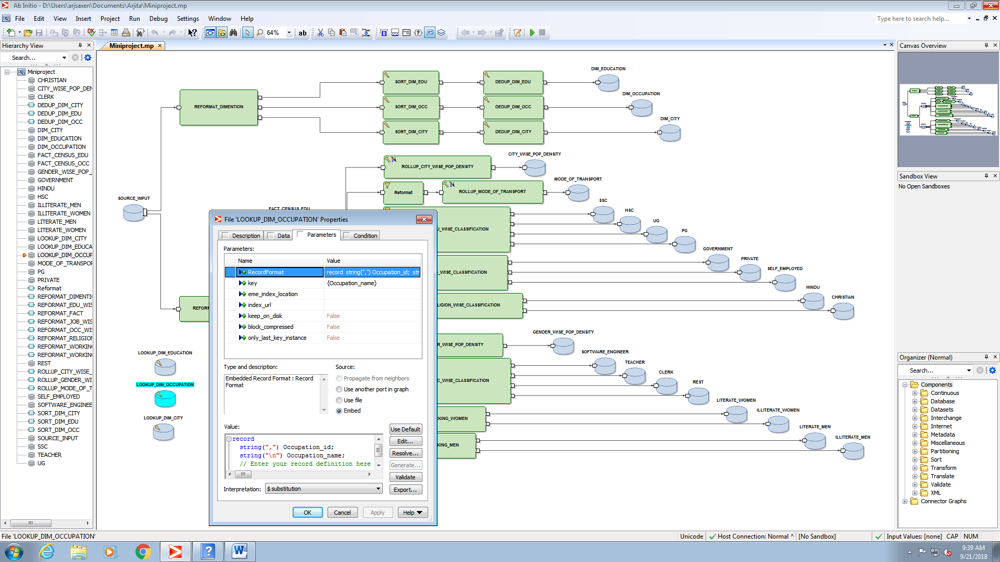 Ab Initio - D:\Users\arjsaxen\Documents\Arjita\Miniproject.mp
File Edit View Insert Project Run Debug Settings Window Help
Type here to search help...
64%
ab
Hierarchy View
Search...
Miniproject
CHRISTIAN
CITY_WISE_POP_DEN
CLERK
DEDUP_DIM_CITY
DEDUP_DIM_EDU
DEDUP_DIM_OCC
DIM_CITY
DIM_EDUCATION
DIM_OCCUPATION
FACT_CENSUS_EDU
FACT_CENSUS_OCC
GENDER_WISE_POP_
GOVERNMENT
HINDU
HSC
ILLITERATE_MEN
ILLITERATE_WOMEN
LITERATE_MEN
LITERATE_WOMEN
LOOKUP_DIM_CITY
LOOKUP_DIM_EDUCA
LOOKUP_DIM_OCCUP
MODE_OF_TRANSPOR
PG
PRIVATE
Reformat
REFORMAT_DIMENTI
REFORMAT_EDU_WIS
REFORMAT_FACT
REFORMAT_JOB_WIS
REFORMAT_OCC_WI
REFORMAT_RELIGION
REFORMAT_WORKIN
REFORMAT_WORKIN
REST
ROLLUP_CITY_WISE_
ROLLUP_GENDER_WI
ROLLUP_MODE_OF_T
SELF_EMPLOYED
SOFTWARE_ENGINEE
SORT_DIM_CITY
SORT_DIM_EDU
SORT_DIM_OCC
SOURCE_INPUT
SSC
TEACHER
UG
Miniproject.mp
DIM_EDUCATION
SORT_DIM_EDU
DEDUP_DIM_EDU
DIM_OCCUPATION
REFORMAT_DIMENTION
SORT_DIM_OCC
DEDUP_DIM_OCC
DIM_CITY
SORT_DIM_CITY
DEDUP_DIM_CITY
CITY_WISE_POP_DENSITY
ROLLUP_CITY_WISE_POP_DENSITY
MODE_OF_TRANSPORT
Reformat
ROLLUP_MODE_OF_TRANSPORT
SOURCE_INPUT
FACT_CENSUS_EDU
SSC
HSC
UG
PG
U_WISE_CLASSIFICATION
GOVERNMENT
PRIVATE
SELF_EMPLOYED
_WISE_CLASSIFICATION
HINDU
CHRISTIAN
LIGION_WISE_CLASSIFICATION
REFORM
GENDER_WISE_POP_DENSITY
R_WISE_POP_DENSITY
SOFTWARE_ENGINEER
TEACHER
CLERK
REST
C_WISE_CLASSIFICATION
LITERATE_WOMEN
ILLITERATE_WOMEN
RKING_WOMEN
LITERATE_MEN
ILLITERATE_MEN
KING_MEN
LOOKUP_DIM_EDUCATION
LOOKUP_DIM_OCCUPATION
LOOKUP_DIM_CITY
File 'LOOKUP_DIM_OCCUPATION' Properties
Description Data Parameters Condition
Parameters:
Name Value
RecordFormat record string(",") Occupation_id; str
key {Occupation_name}
eme_index_location
index_url
keep_on_disk False
block_compressed False
only_last_key_instance False
Type and description:
Embedded Record Format : Record
Format
Source:
Propagate from neighbors
Use another port in graph
Use file
Embed
Value:
record
string(",") Occupation_id;
string("\n") Occupation_name;
// Enter your record definition here
Use Default
Edit...
Resolve...
Generate...
Validate
Export...
Interpretation: $ substitution
OK Cancel Apply Help
Canvas Overview
Sandbox View
No Open Sandboxes
Organizer (Normal)
Search...
Components
Continuous
Database
Datasets
Interchange
Internet
Metadata
Miscellaneous
Partitioning
Sort
Transform
Translate
Validate
XML
Connector Graphs
File 'LOOKUP_DIM_OCCUPATION'
Unicode Host Connection: Normal ^ [No Sandbox] Input Values: [none] CAP NUM
9:39 AM
9/21/2018